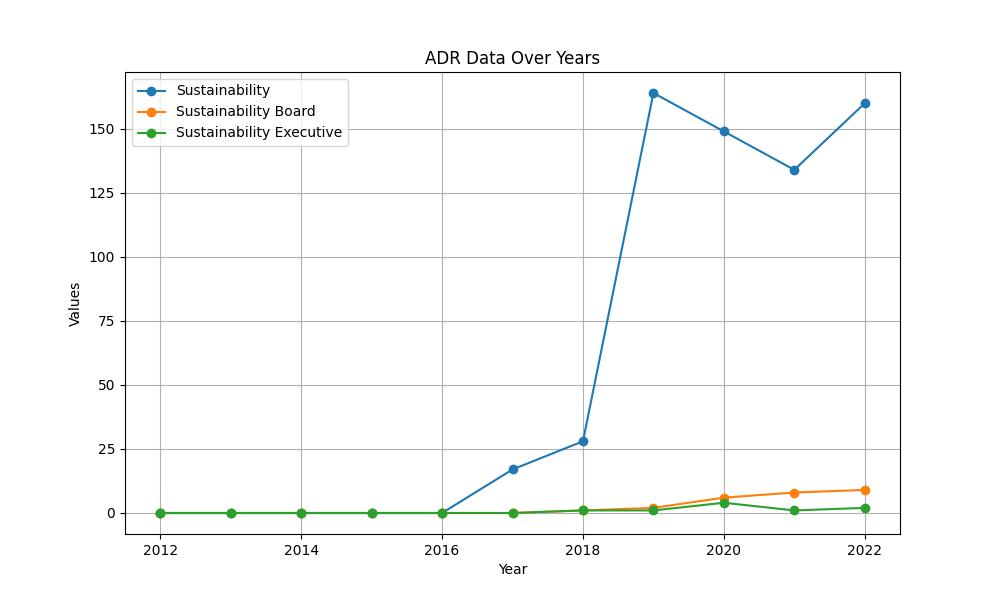 ADR Data Over Years
Sustainability
Sustainability Board
Sustainability Executive
150
125
100
75
50
25
0
Values
2012
2014
2016
2018
2020
2022
Year